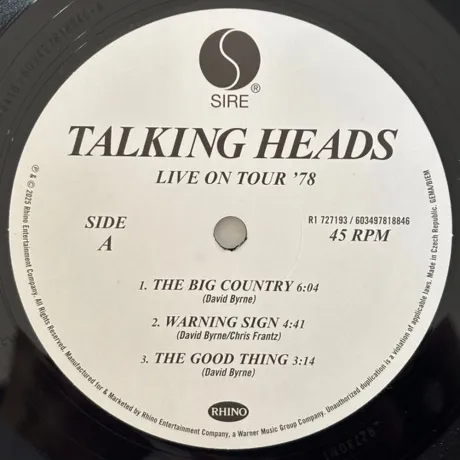 SIRE®
TALKING HEADS
LIVE ON TOUR '78
SIDE
A
R1 727193 / 603497818846
45 RPM
1. THE BIG COUNTRY 6:04
(David Byrne)
2. WARNING SIGN 4:41
(David Byrne/Chris Frantz)
3. THE GOOD THING 3:14
(David Byrne)
RHINO
℗ & © 2025 Rhino Entertainment Company. All Rights Reserved. Manufactured for & Marketed by Rhino Entertainment Company, a Warner Music Group Company. Unauthorized duplication is a violation of applicable laws. Made in Czech Republic. GEMA/BIEM